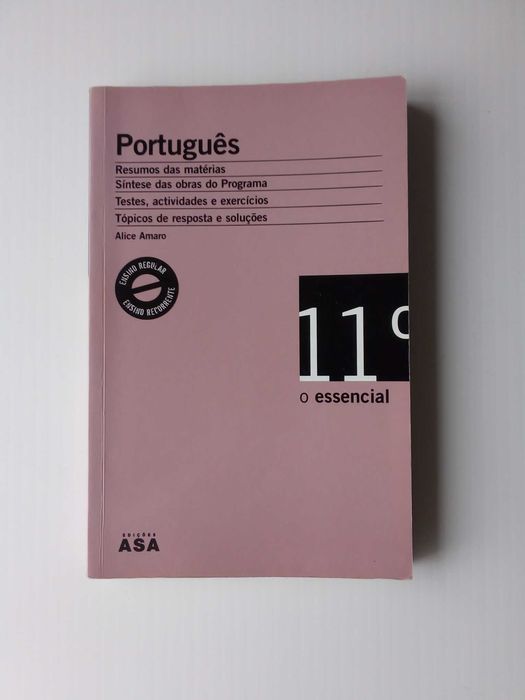 Português
Resumos das matérias
Síntese das obras do Programa
Testes, actividades e exercícios
Tópicos de resposta e soluções
Alice Amaro
ENSINO REGULAR
ENSINO RECORRENTE
11º
o essencial
EDIÇÕES
ASA